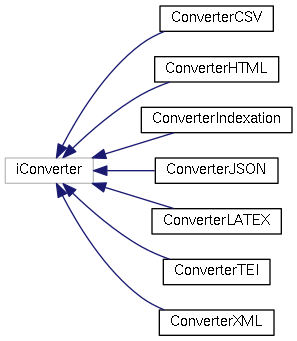 ConverterCSV
ConverterHTML
ConverterIndexation
iConverter
ConverterJSON
ConverterLATEX
ConverterTEI
ConverterXML